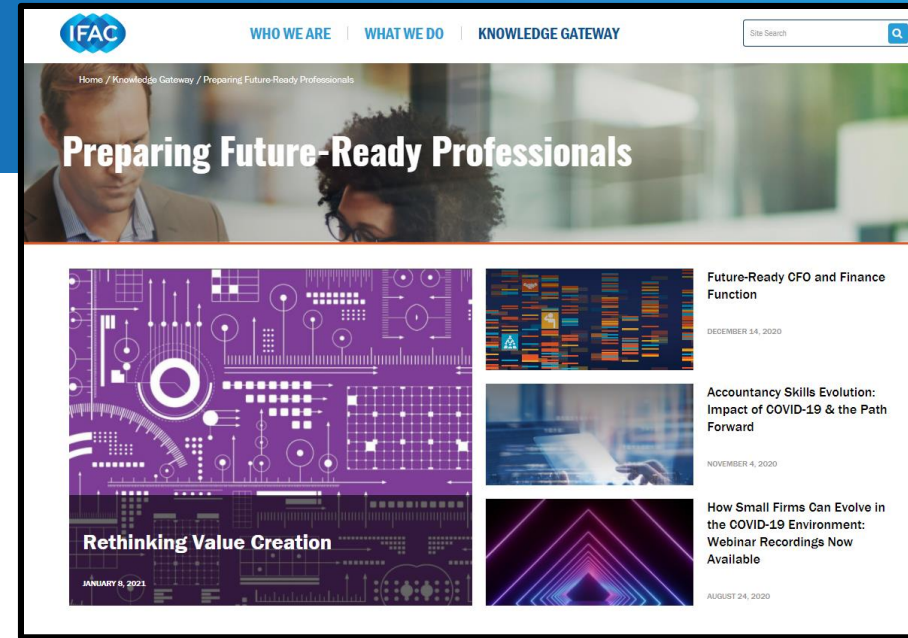 IFAC
WHO WE ARE
WHAT WE DO
KNOWLEDGE GATEWAY
Site Search
Home / Knowledge Gateway / Preparing Future-Ready Professionals
Preparing Future-Ready Professionals
Rethinking Value Creation
JANUARY 8, 2021
Future-Ready CFO and Finance
Function
DECEMBER 14, 2020
Accountancy Skills Evolution:
Impact of COVID-19 & the Path
Forward
NOVEMBER 4, 2020
How Small Firms Can Evolve in
the COVID-19 Environment:
Webinar Recordings Now
Available
AUGUST 24, 2020